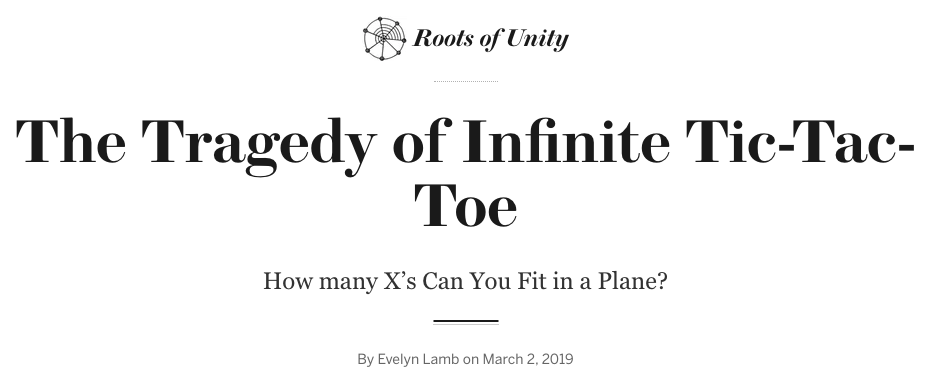 Roots of Unity
The Tragedy of Infinite Tic-Tac-
Toe
How many X’s Can You Fit in a Plane?
By Evelyn Lamb on March 2, 2019